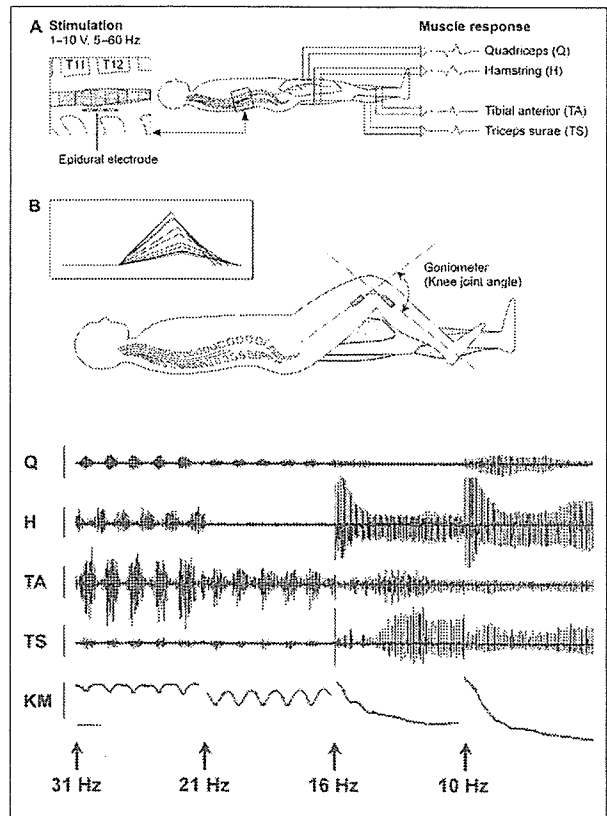 A Stimulation
1–10 V, 5–60 Hz
T11 T12
Epidural electrode
Muscle response
Quadriceps (Q)
Hamstring (H)
Tibial anterior (TA)
Triceps surae (TS)
B
Goniometer
(Knee joint angle)
Q
H
TA
TS
KM
31 Hz 21 Hz 16 Hz 10 Hz